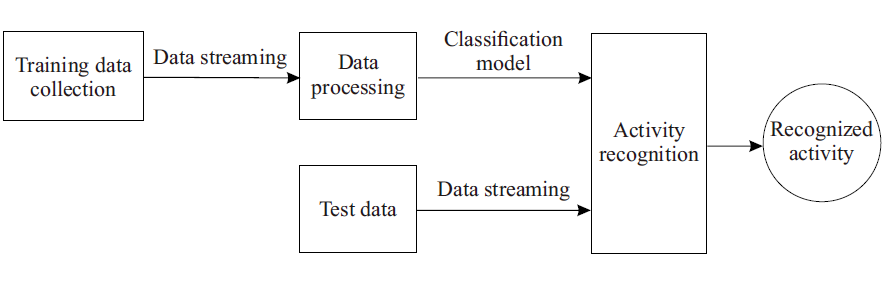 Training data
collection
Data streaming
Data
processing
Classification
model
Test data
Data streaming
Activity
recognition
Recognized
activity